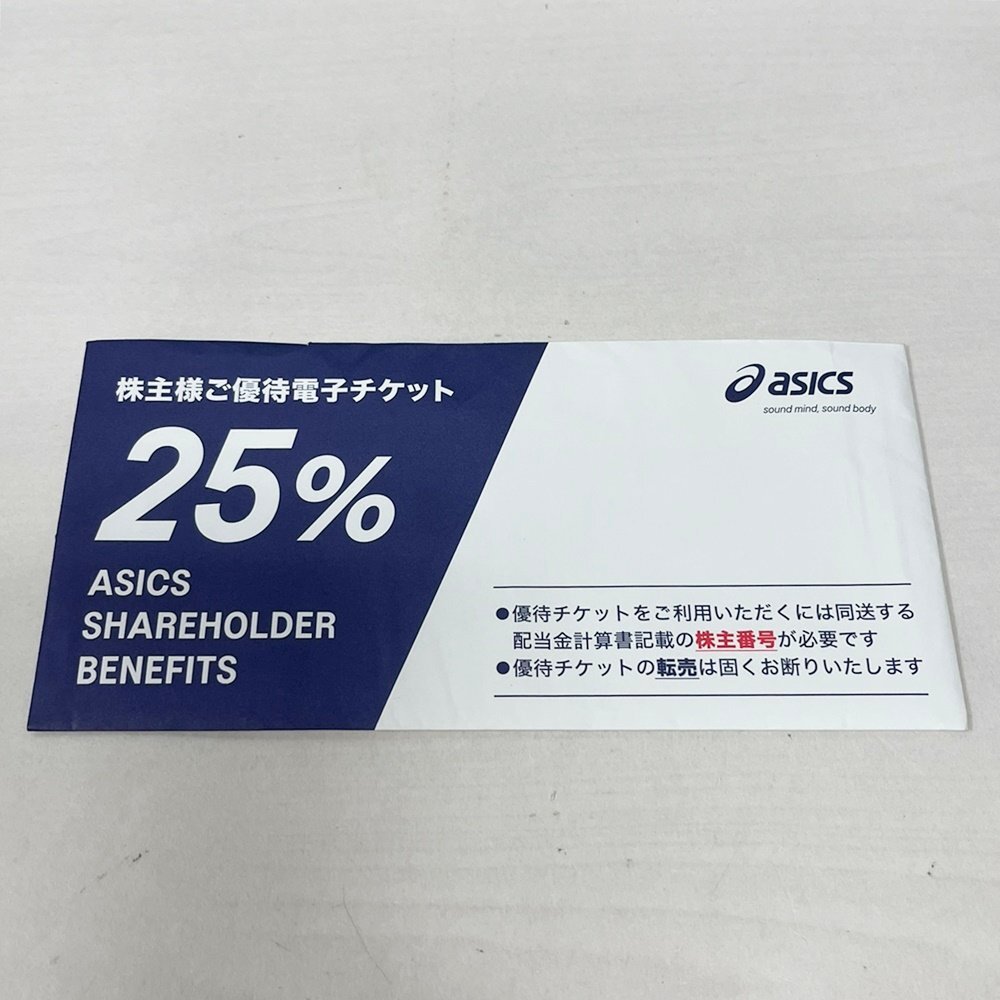 株主様ご優待電子チケット
25%
ASICS
SHAREHOLDER
BENEFITS
asics
sound mind, sound body
●優待チケットをご利用いただくには同送する
配当金計算書記載の株主番号が必要です
●優待チケットの転売は固くお断りいたします